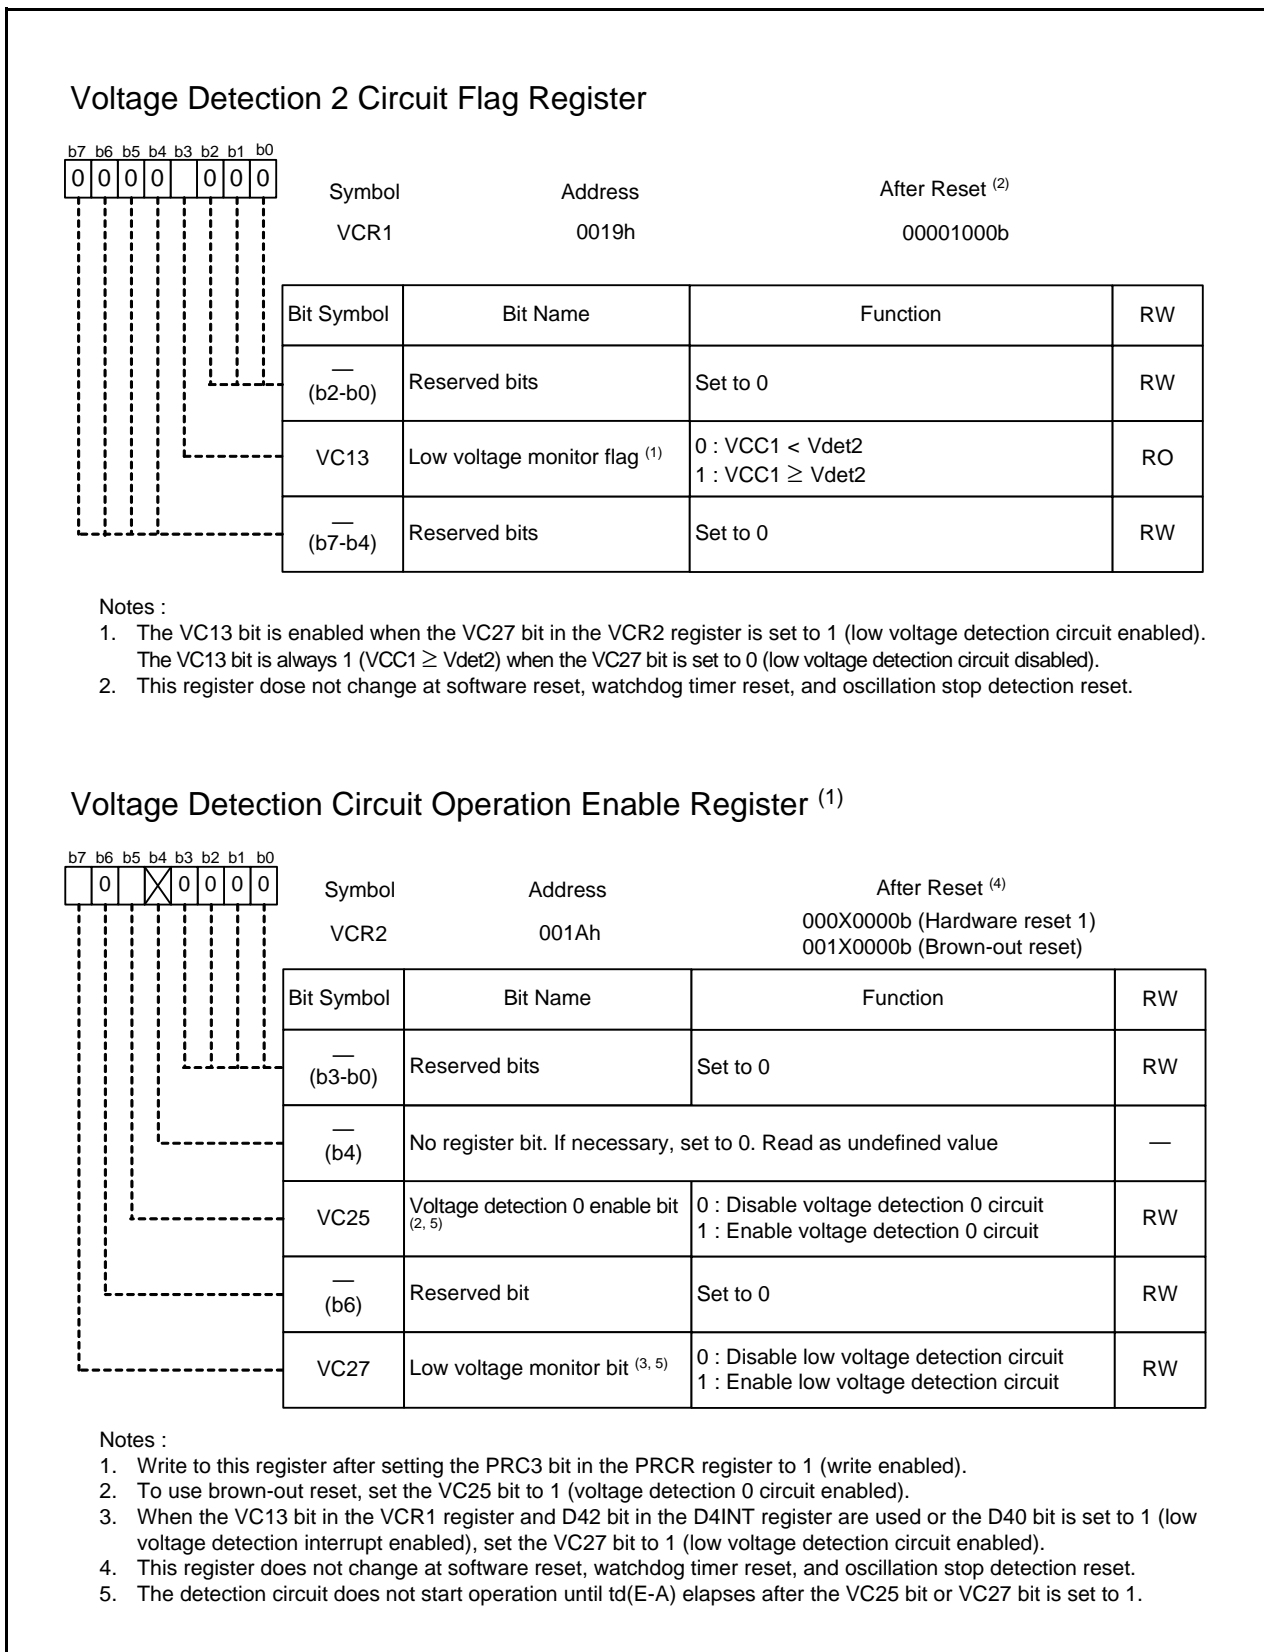 Voltage Detection 2 Circuit Flag Register
b7 b6 b5 b4 b3 b2 b1 b0
0 0 0 0 0 0 0
Symbol Address After Reset (2)
VCR1 0019h 00001000b
Bit Symbol Bit Name Function RW
— (b2-b0) Reserved bits Set to 0 RW
VC13 Low voltage monitor flag (1) 0 : VCC1 < Vdet2
1 : VCC1 ≥ Vdet2 RO
— (b7-b4) Reserved bits Set to 0 RW
Notes :
1. The VC13 bit is enabled when the VC27 bit in the VCR2 register is set to 1 (low voltage detection circuit enabled).
The VC13 bit is always 1 (VCC1 ≥ Vdet2) when the VC27 bit is set to 0 (low voltage detection circuit disabled).
2. This register dose not change at software reset, watchdog timer reset, and oscillation stop detection reset.
Voltage Detection Circuit Operation Enable Register (1)
b7 b6 b5 b4 b3 b2 b1 b0
0 0 0 0 0
Symbol Address After Reset (4)
VCR2 001Ah 000X0000b (Hardware reset 1)
001X0000b (Brown-out reset)
Bit Symbol Bit Name Function RW
— (b3-b0) Reserved bits Set to 0 RW
— (b4) No register bit. If necessary, set to 0. Read as undefined value —
VC25 Voltage detection 0 enable bit (2, 5) 0 : Disable voltage detection 0 circuit
1 : Enable voltage detection 0 circuit RW
— (b6) Reserved bit Set to 0 RW
VC27 Low voltage monitor bit (3, 5) 0 : Disable low voltage detection circuit
1 : Enable low voltage detection circuit RW
Notes :
1. Write to this register after setting the PRC3 bit in the PRCR register to 1 (write enabled).
2. To use brown-out reset, set the VC25 bit to 1 (voltage detection 0 circuit enabled).
3. When the VC13 bit in the VCR1 register and D42 bit in the D4INT register are used or the D40 bit is set to 1 (low
voltage detection interrupt enabled), set the VC27 bit to 1 (low voltage detection circuit enabled).
4. This register does not change at software reset, watchdog timer reset, and oscillation stop detection reset.
5. The detection circuit does not start operation until td(E-A) elapses after the VC25 bit or VC27 bit is set to 1.